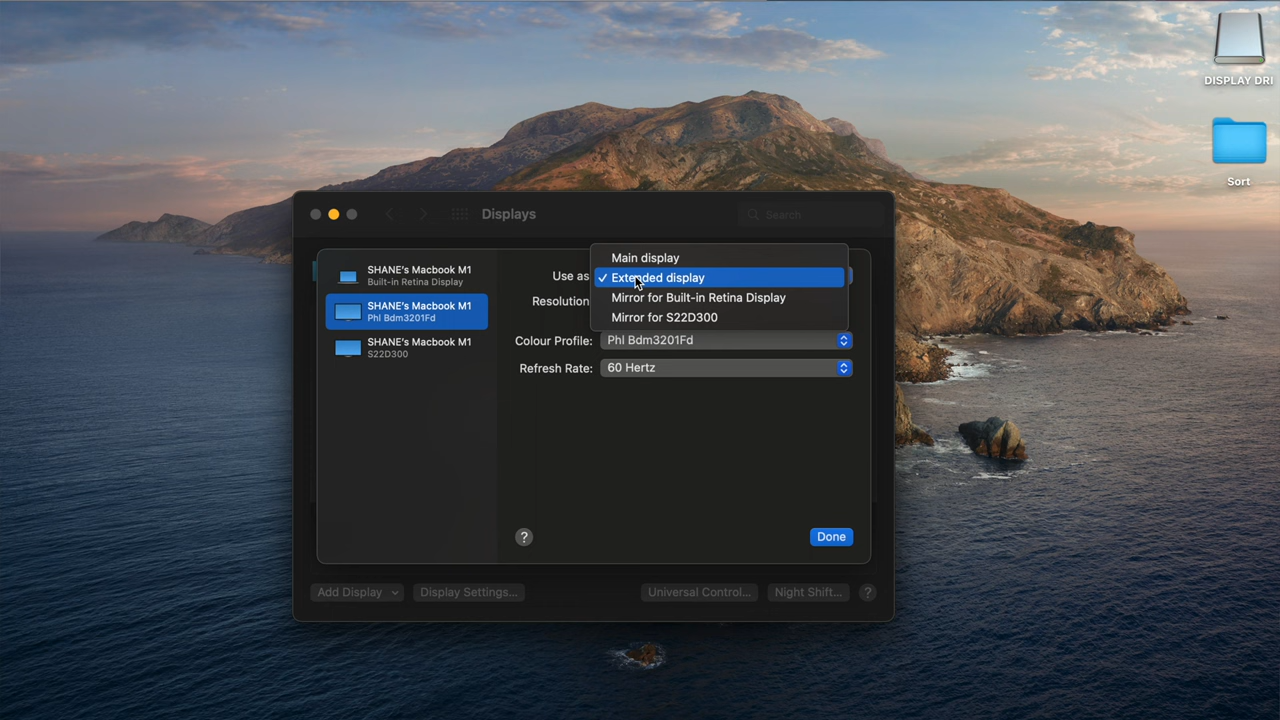 DISPLAY DRI
Sort
Displays
Search
SHANE's Macbook M1
Built-in Retina Display
SHANE's Macbook M1
Phl Bdm3201Fd
SHANE's Macbook M1
S22D300
Use as
Main display
✓ Extended display
Mirror for Built-in Retina Display
Mirror for S22D300
Resolution
Colour Profile: Phl Bdm3201Fd
Refresh Rate: 60 Hertz
?
Done
Add Display
Display Settings...
Universal Control...
Night Shift...
?